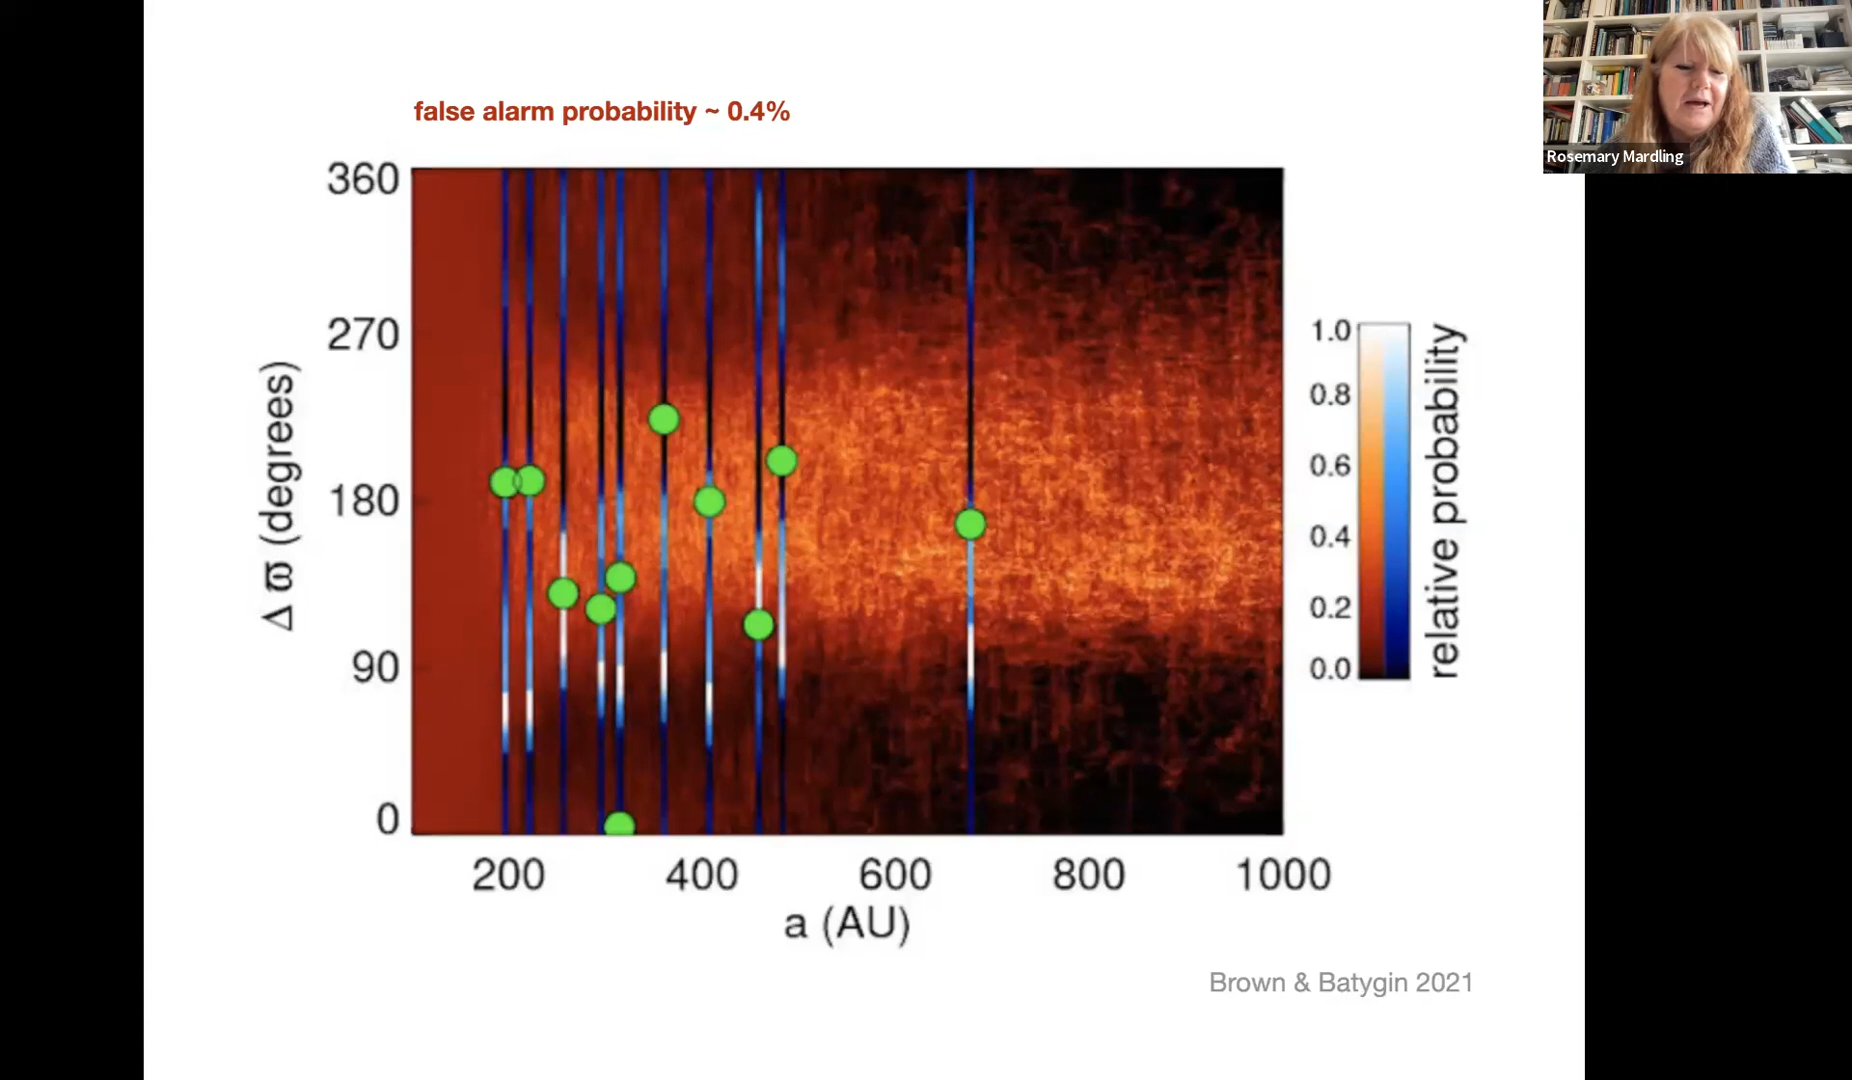 false alarm probability ~ 0.4%
Rosemary Mardling
360
270
180
90
0
Δ ϖ (degrees)
200 400 600 800 1000
a (AU)
1.0
0.8
0.6
0.4
0.2
0.0
relative probability
Brown & Batygin 2021